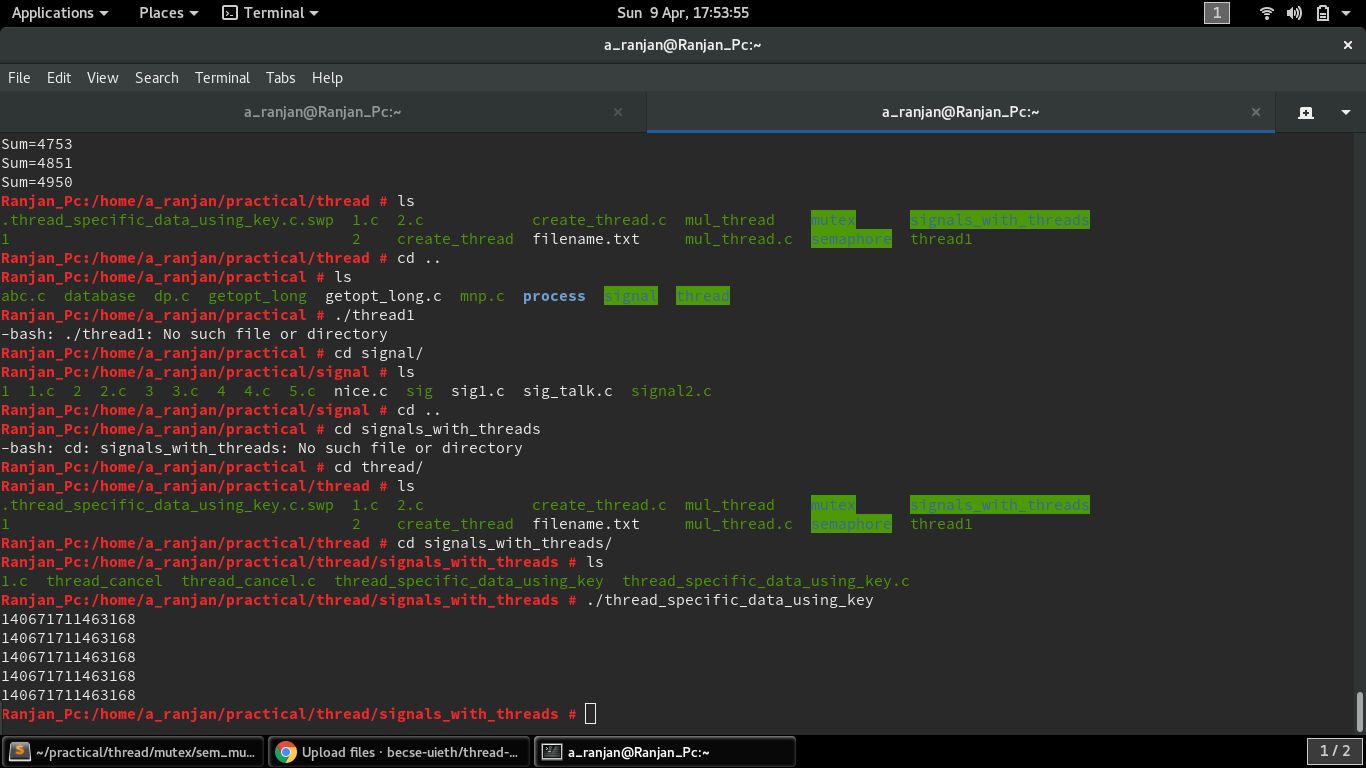 Applications Places Terminal Sun 9 Apr, 17:53:55 1
a_ranjan@Ranjan_Pc:~
File Edit View Search Terminal Tabs Help
a_ranjan@Ranjan_Pc:~ a_ranjan@Ranjan_Pc:~
Sum=4753
Sum=4851
Sum=4950
Ranjan_Pc:/home/a_ranjan/practical/thread # ls
.thread_specific_data_using_key.c.swp 1.c 2.c create_thread.c mul_thread mutex signals_with_threads
1 2 create_thread filename.txt mul_thread.c semaphore thread1
Ranjan_Pc:/home/a_ranjan/practical/thread # cd ..
Ranjan_Pc:/home/a_ranjan/practical # ls
abc.c database dp.c getopt_long getopt_long.c mnp.c process signal thread
Ranjan_Pc:/home/a_ranjan/practical # ./thread1
-bash: ./thread1: No such file or directory
Ranjan_Pc:/home/a_ranjan/practical # cd signal/
Ranjan_Pc:/home/a_ranjan/practical/signal # ls
1 1.c 2 2.c 3 3.c 4 4.c 5.c nice.c sig sig1.c sig_talk.c signal2.c
Ranjan_Pc:/home/a_ranjan/practical/signal # cd ..
Ranjan_Pc:/home/a_ranjan/practical # cd signals_with_threads
-bash: cd: signals_with_threads: No such file or directory
Ranjan_Pc:/home/a_ranjan/practical # cd thread/
Ranjan_Pc:/home/a_ranjan/practical/thread # ls
.thread_specific_data_using_key.c.swp 1.c 2.c create_thread.c mul_thread mutex signals_with_threads
1 2 create_thread filename.txt mul_thread.c semaphore thread1
Ranjan_Pc:/home/a_ranjan/practical/thread # cd signals_with_threads/
Ranjan_Pc:/home/a_ranjan/practical/thread/signals_with_threads # ls
1.c thread_cancel thread_cancel.c thread_specific_data_using_key thread_specific_data_using_key.c
Ranjan_Pc:/home/a_ranjan/practical/thread/signals_with_threads # ./thread_specific_data_using_key
140671711463168
140671711463168
140671711463168
140671711463168
140671711463168
Ranjan_Pc:/home/a_ranjan/practical/thread/signals_with_threads #
~/practical/thread/mutex/sem_mu... Upload files · becse-uieth/thread-... a_ranjan@Ranjan_Pc:~ 1 / 2